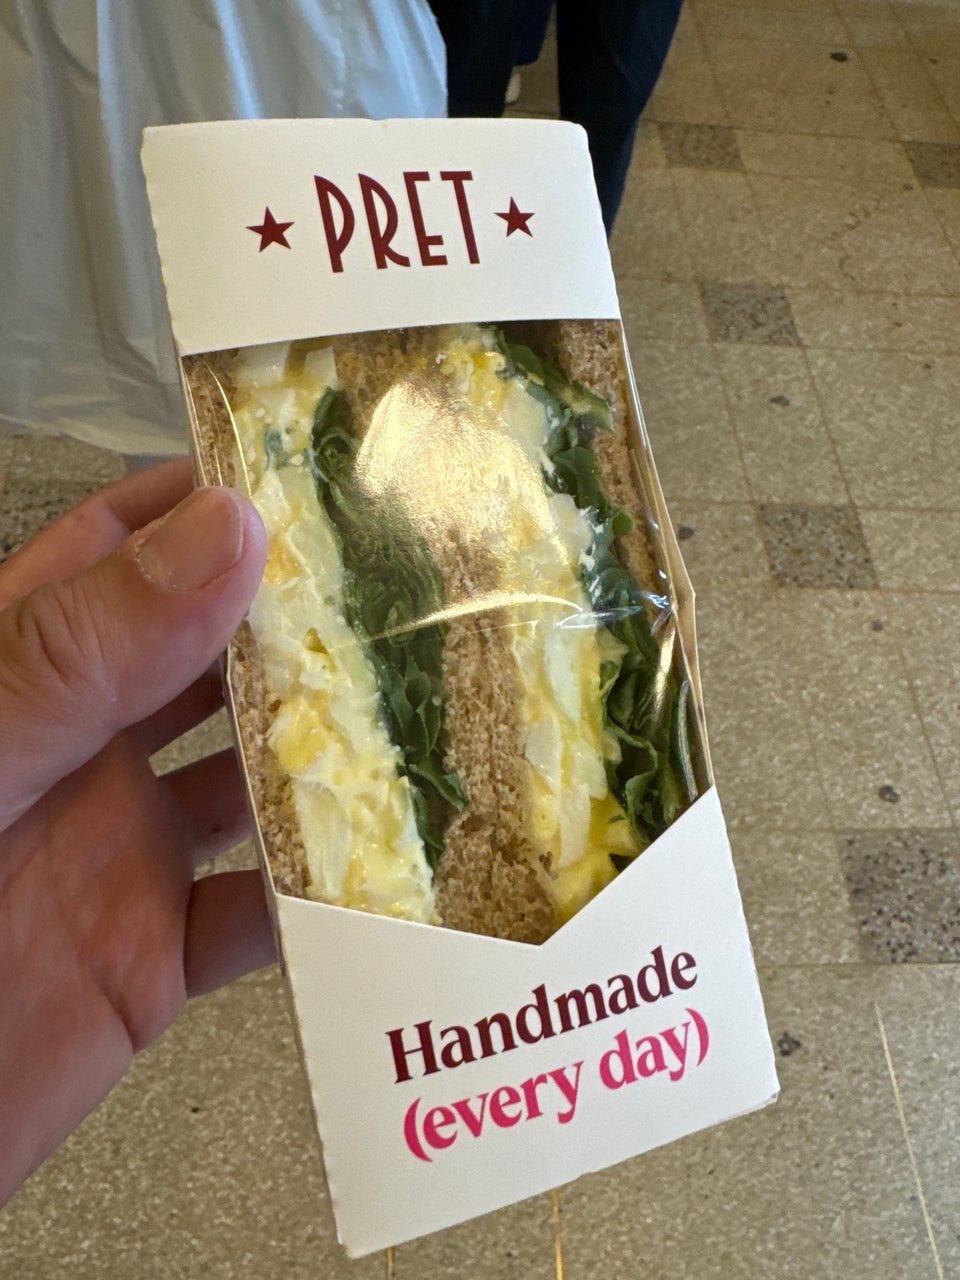 ★ PRET ★
Handmade
(every day)